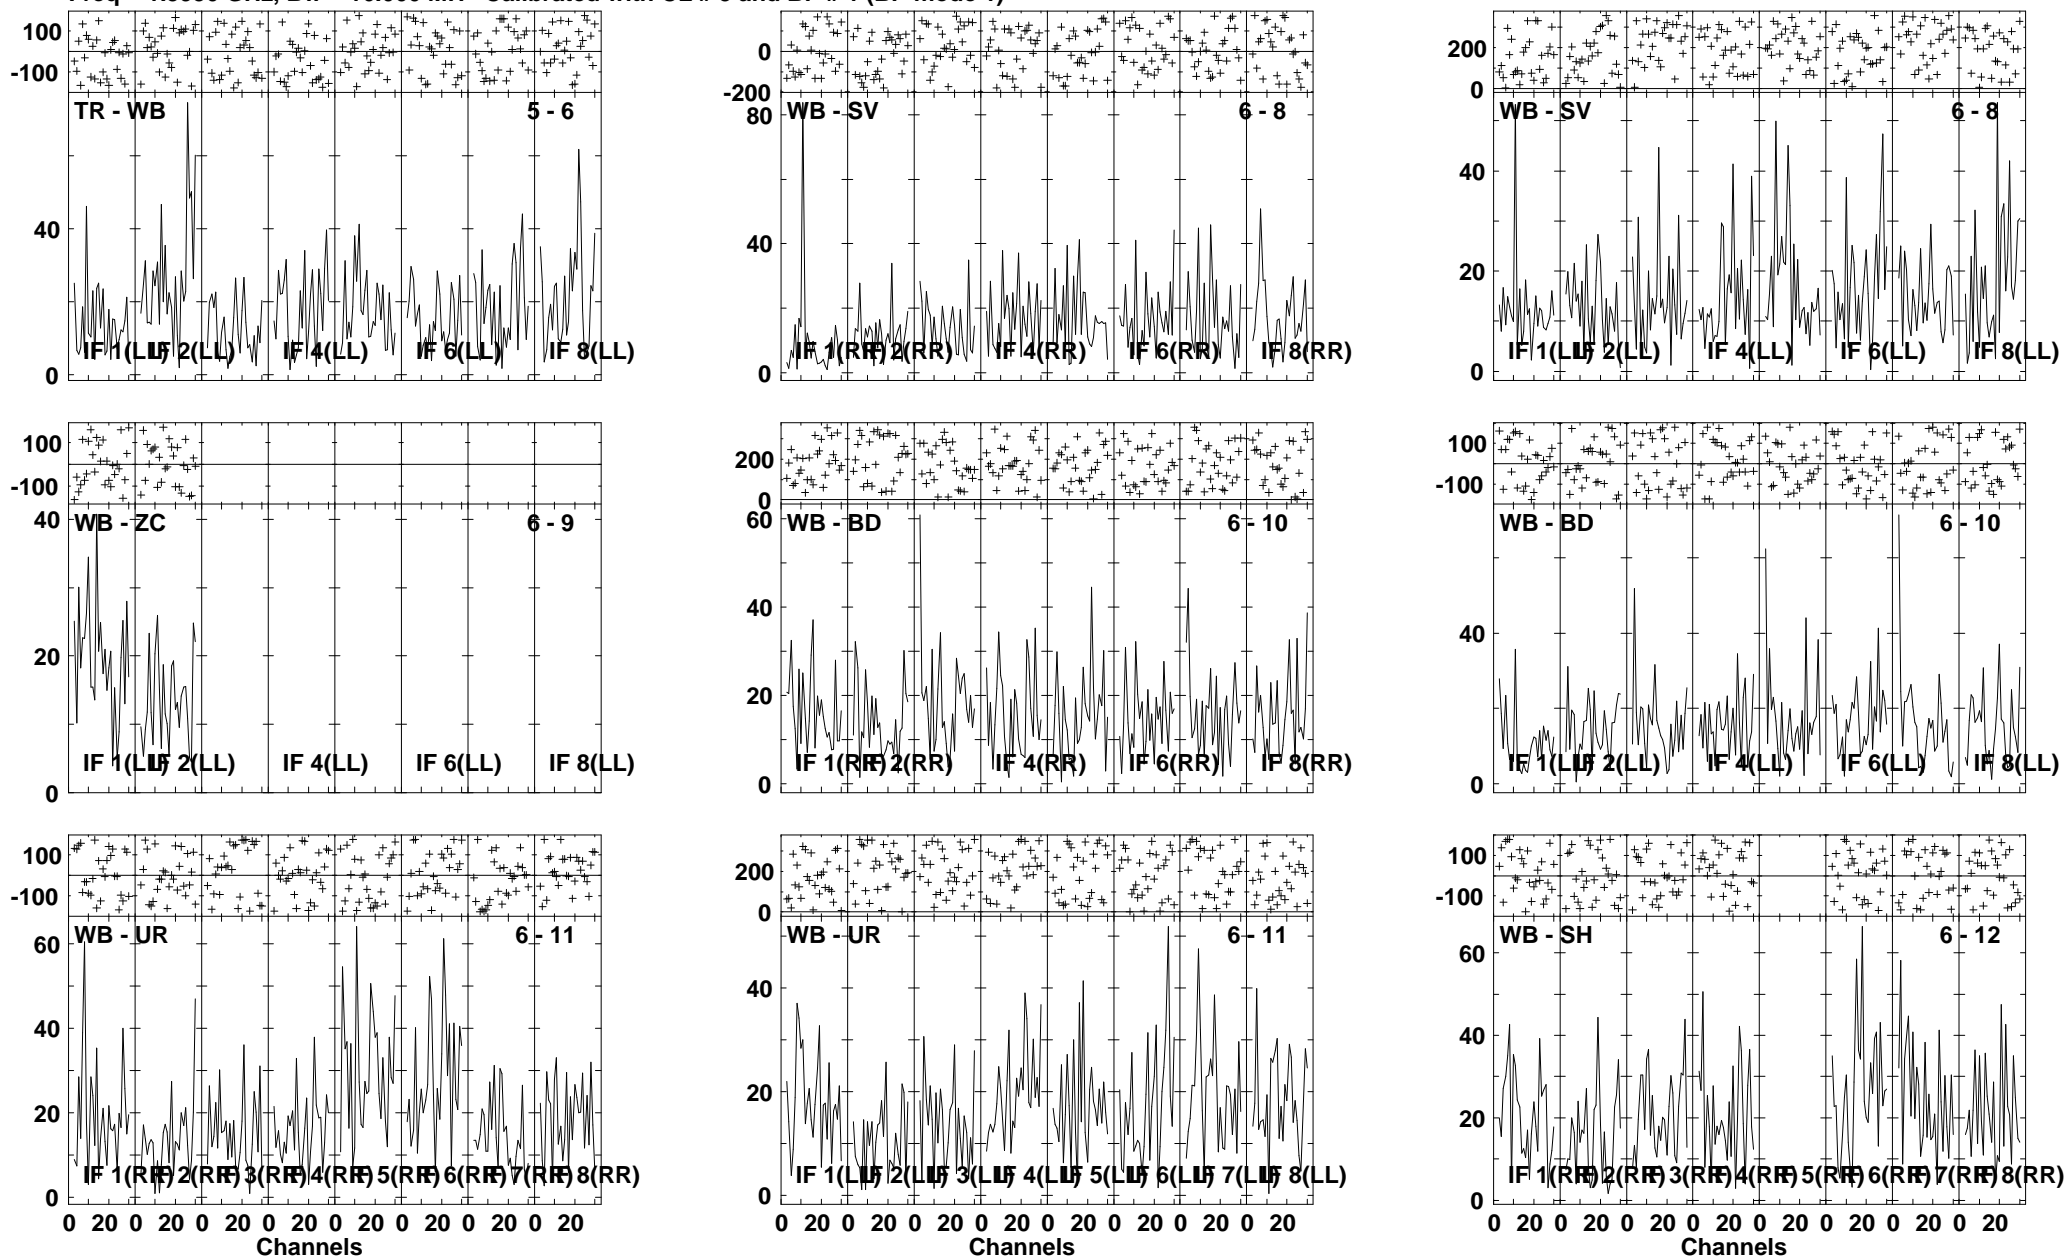 100
-100
TR - WB 5 - 6
40
0
IF 1(LL) IF 2(LL) IF 4(LL) IF 6(LL) IF 8(LL)
0
-200
WB - SV 6 - 8
80
40
0
IF 1(RR) IF 2(RR) IF 4(RR) IF 6(RR) IF 8(RR)
200
0
WB - SV 6 - 8
40
20
0
IF 1(LL) IF 2(LL) IF 4(LL) IF 6(LL) IF 8(LL)
100
-100
WB - ZC 6 - 9
40
20
0
IF 1(LL) IF 2(LL) IF 4(LL) IF 6(LL) IF 8(LL)
200
0
WB - BD 6 - 10
60
40
20
0
IF 1(RR) IF 2(RR) IF 4(RR) IF 6(RR) IF 8(RR)
100
-100
WB - BD 6 - 10
40
0
IF 1(LL) IF 2(LL) IF 4(LL) IF 6(LL) IF 8(LL)
100
-100
WB - UR 6 - 11
60
40
20
0
IF 1(RR) IF 2(RR) IF 3(RR) IF 4(RR) IF 5(RR) IF 6(RR) IF 7(RR) IF 8(RR)
0 20 0 20 0 20 0 20 0 20 0 20 0 20 0 20
Channels
200
0
WB - UR 6 - 11
40
20
0
IF 1(LL) IF 2(LL) IF 3(LL) IF 4(LL) IF 5(LL) IF 6(LL) IF 7(LL) IF 8(LL)
0 20 0 20 0 20 0 20 0 20 0 20 0 20 0 20
Channels
100
-100
WB - SH 6 - 12
60
40
20
0
IF 1(RR) IF 2(RR) IF 3(RR) IF 4(RR) IF 5(RR) IF 6(RR) IF 7(RR) IF 8(RR)
0 20 0 20 0 20 0 20 0 20 0 20 0 20 0 20
Channels